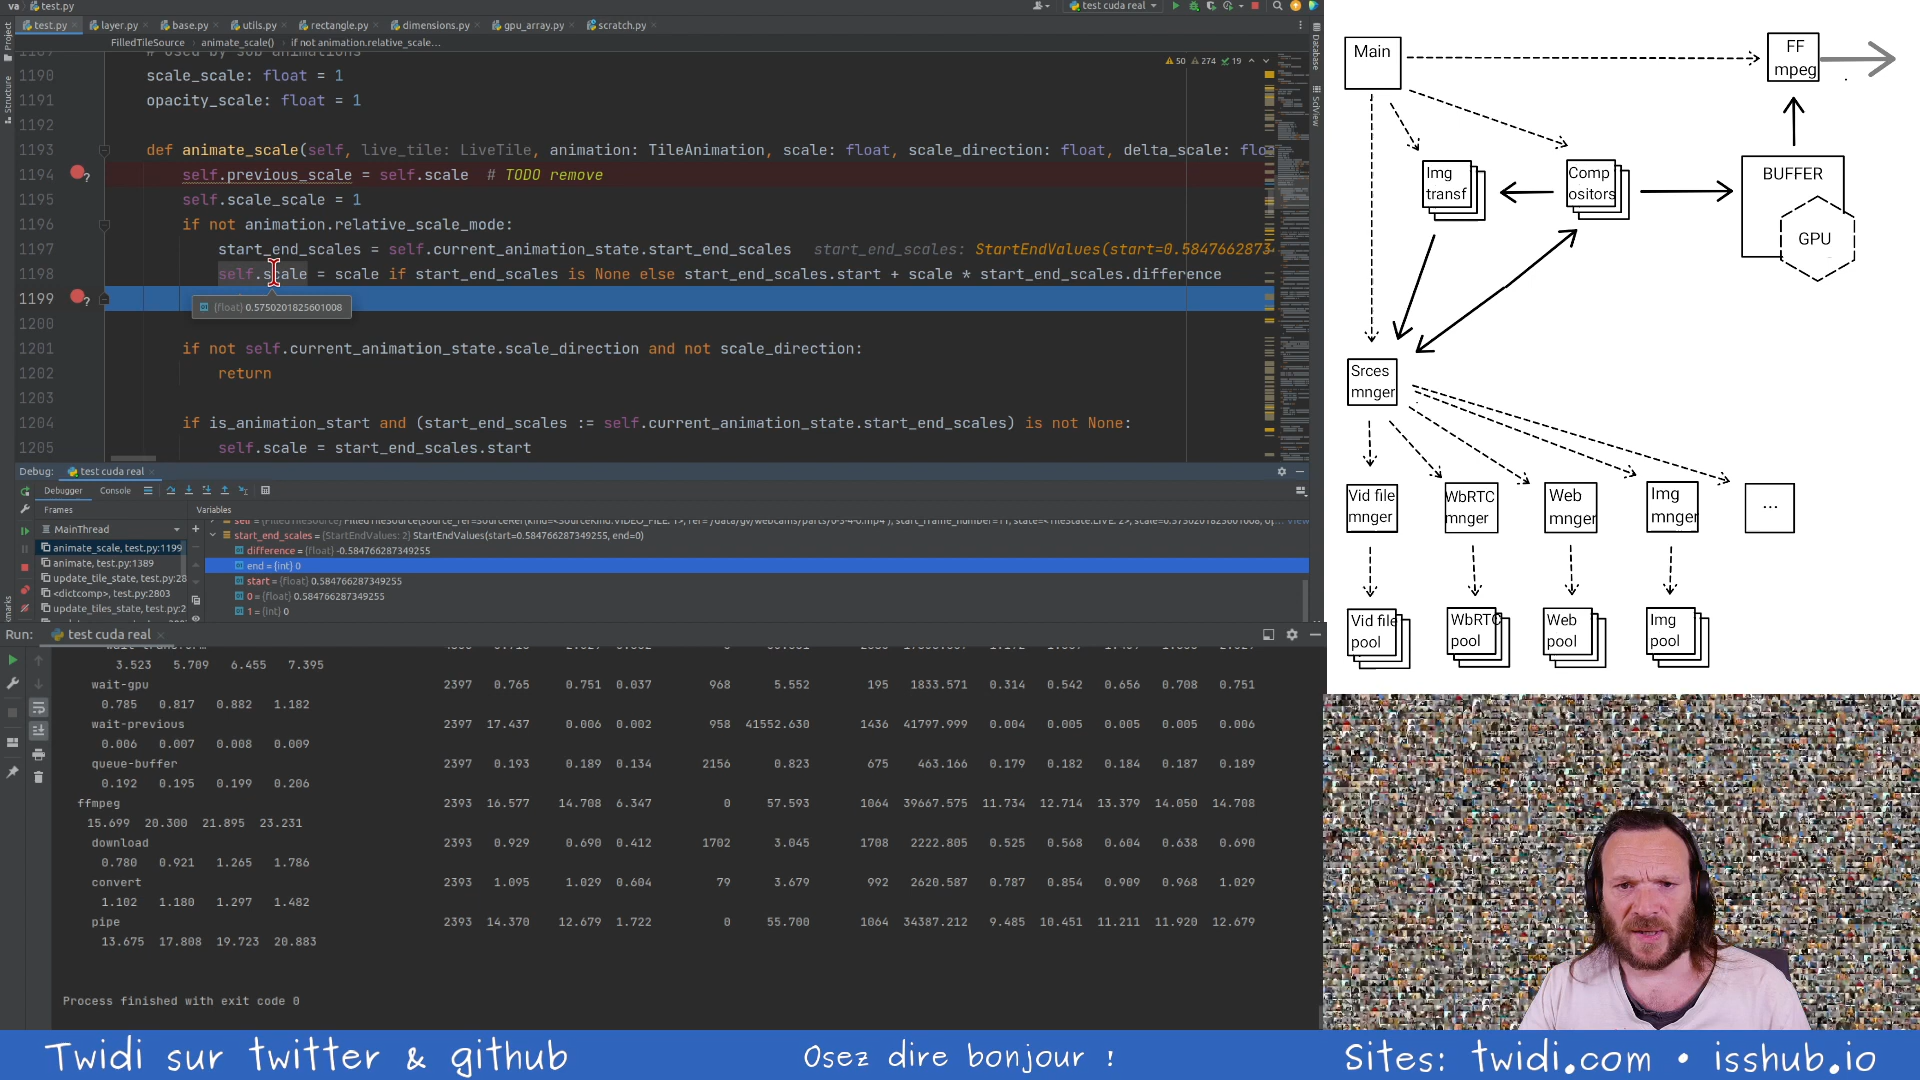 va test.py
test cuda real
test.py layer.py base.py utils.py rectangle.py dimensions.py gpu_array.py scratch.py
FilledTileSource animate_scale() if not animation.relative_scale…
50 274 19
1190 scale_scale: float = 1
1191 opacity_scale: float = 1
1192
1193 def animate_scale(self, live_tile: LiveTile, animation: TileAnimation, scale: float, scale_direction: float, delta_scale: flo
1194 self.previous_scale = self.scale # TODO remove
1195 self.scale_scale = 1
1196 if not animation.relative_scale_mode:
1197 start_end_scales = self.current_animation_state.start_end_scales start_end_scales: StartEndValues(start=0.5847662873
1198 self.scale = scale if start_end_scales is None else start_end_scales.start + scale * start_end_scales.difference
1199
{float} 0.5750201825601008
1200
1201 if not self.current_animation_state.scale_direction and not scale_direction:
1202 return
1203
1204 if is_animation_start and (start_end_scales := self.current_animation_state.start_end_scales) is not None:
1205 self.scale = start_end_scales.start
Project
Structure
Database
SciView
Debug: test cuda real
Debugger Console
Frames Variables
MainThread
animate_scale, test.py:1199
animate, test.py:1389
update_tile_state, test.py:28
<dictcomp>, test.py:2803
update_tiles_state, test.py:2
start_end_scales = {StartEndValues: 2} StartEndValues(start=0.584766287349255, end=0)
difference = {float} -0.584766287349255
end = {int} 0
start = {float} 0.584766287349255
0 = {float} 0.584766287349255
1 = {int} 0
Run: test cuda real
3.523 5.709 6.455 7.395
wait-gpu 2397 0.765 0.751 0.037 968 5.552 195 1833.571 0.314 0.542 0.656 0.708 0.751
0.785 0.817 0.882 1.182
wait-previous 2397 17.437 0.006 0.002 958 41552.630 1436 41797.999 0.004 0.005 0.005 0.005 0.006
0.006 0.007 0.008 0.009
queue-buffer 2397 0.193 0.189 0.134 2156 0.823 675 463.166 0.179 0.182 0.184 0.187 0.189
0.192 0.195 0.199 0.206
ffmpeg 2393 16.577 14.708 6.347 0 57.593 1064 39667.575 11.734 12.714 13.379 14.050 14.708
15.699 20.300 21.895 23.231
download 2393 0.929 0.690 0.412 1702 3.045 1708 2222.805 0.525 0.568 0.604 0.638 0.690
0.780 0.921 1.265 1.786
convert 2393 1.095 1.029 0.604 79 3.679 992 2620.587 0.787 0.854 0.909 0.968 1.029
1.102 1.180 1.297 1.482
pipe 2393 14.370 12.679 1.722 0 55.700 1064 34387.212 9.485 10.451 11.211 11.920 12.679
13.675 17.808 19.723 20.883
Process finished with exit code 0
Main
FF
mpeg
Img
transf
Comp
ositors
BUFFER
GPU
Srces
mnger
Vid file
mnger
WbRTC
mnger
Web
mnger
Img
mnger
...
Vid file
pool
WbRTC
pool
Web
pool
Img
pool
Twidi sur twitter & github
Osez dire bonjour !
Sites: twidi.com • isshub.io